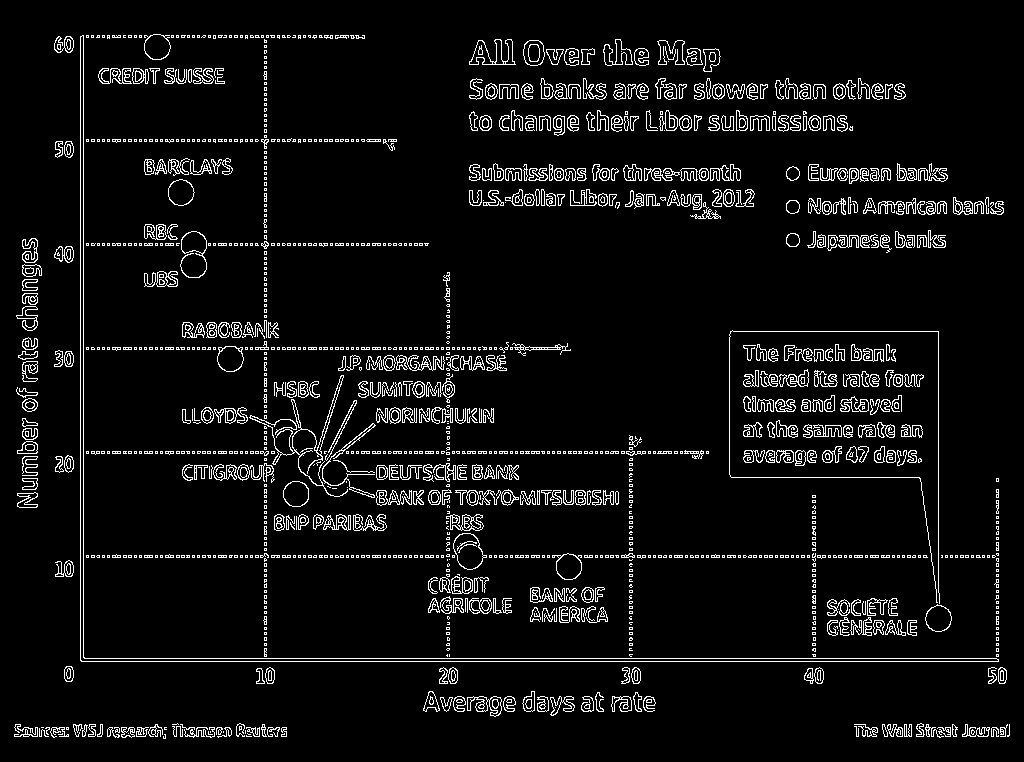 All Over the Map
Some banks are far slower than others
to change their Libor submissions.
Submissions for three-month
U.S.-dollar Libor, Jan.-Aug. 2012
European banks
North American banks
Japanese banks
Number of rate changes
60
50
40
30
20
10
0
CREDIT SUISSE
BARCLAYS
RBC
UBS
RABOBANK
J.P. MORGAN CHASE
HSBC
SUMITOMO
LLOYDS
NORINCHUKIN
CITIGROUP
DEUTSCHE BANK
BANK OF TOKYO-MITSUBISHI
BNP PARIBAS
RBS
CRÉDIT
AGRICOLE
BANK OF
AMERICA
The French bank
altered its rate four
times and stayed
at the same rate an
average of 47 days.
SOCIÉTÉ
GÉNÉRALE
10
20
30
40
50
Average days at rate
Sources: WSJ research; Thomson Reuters
The Wall Street Journal